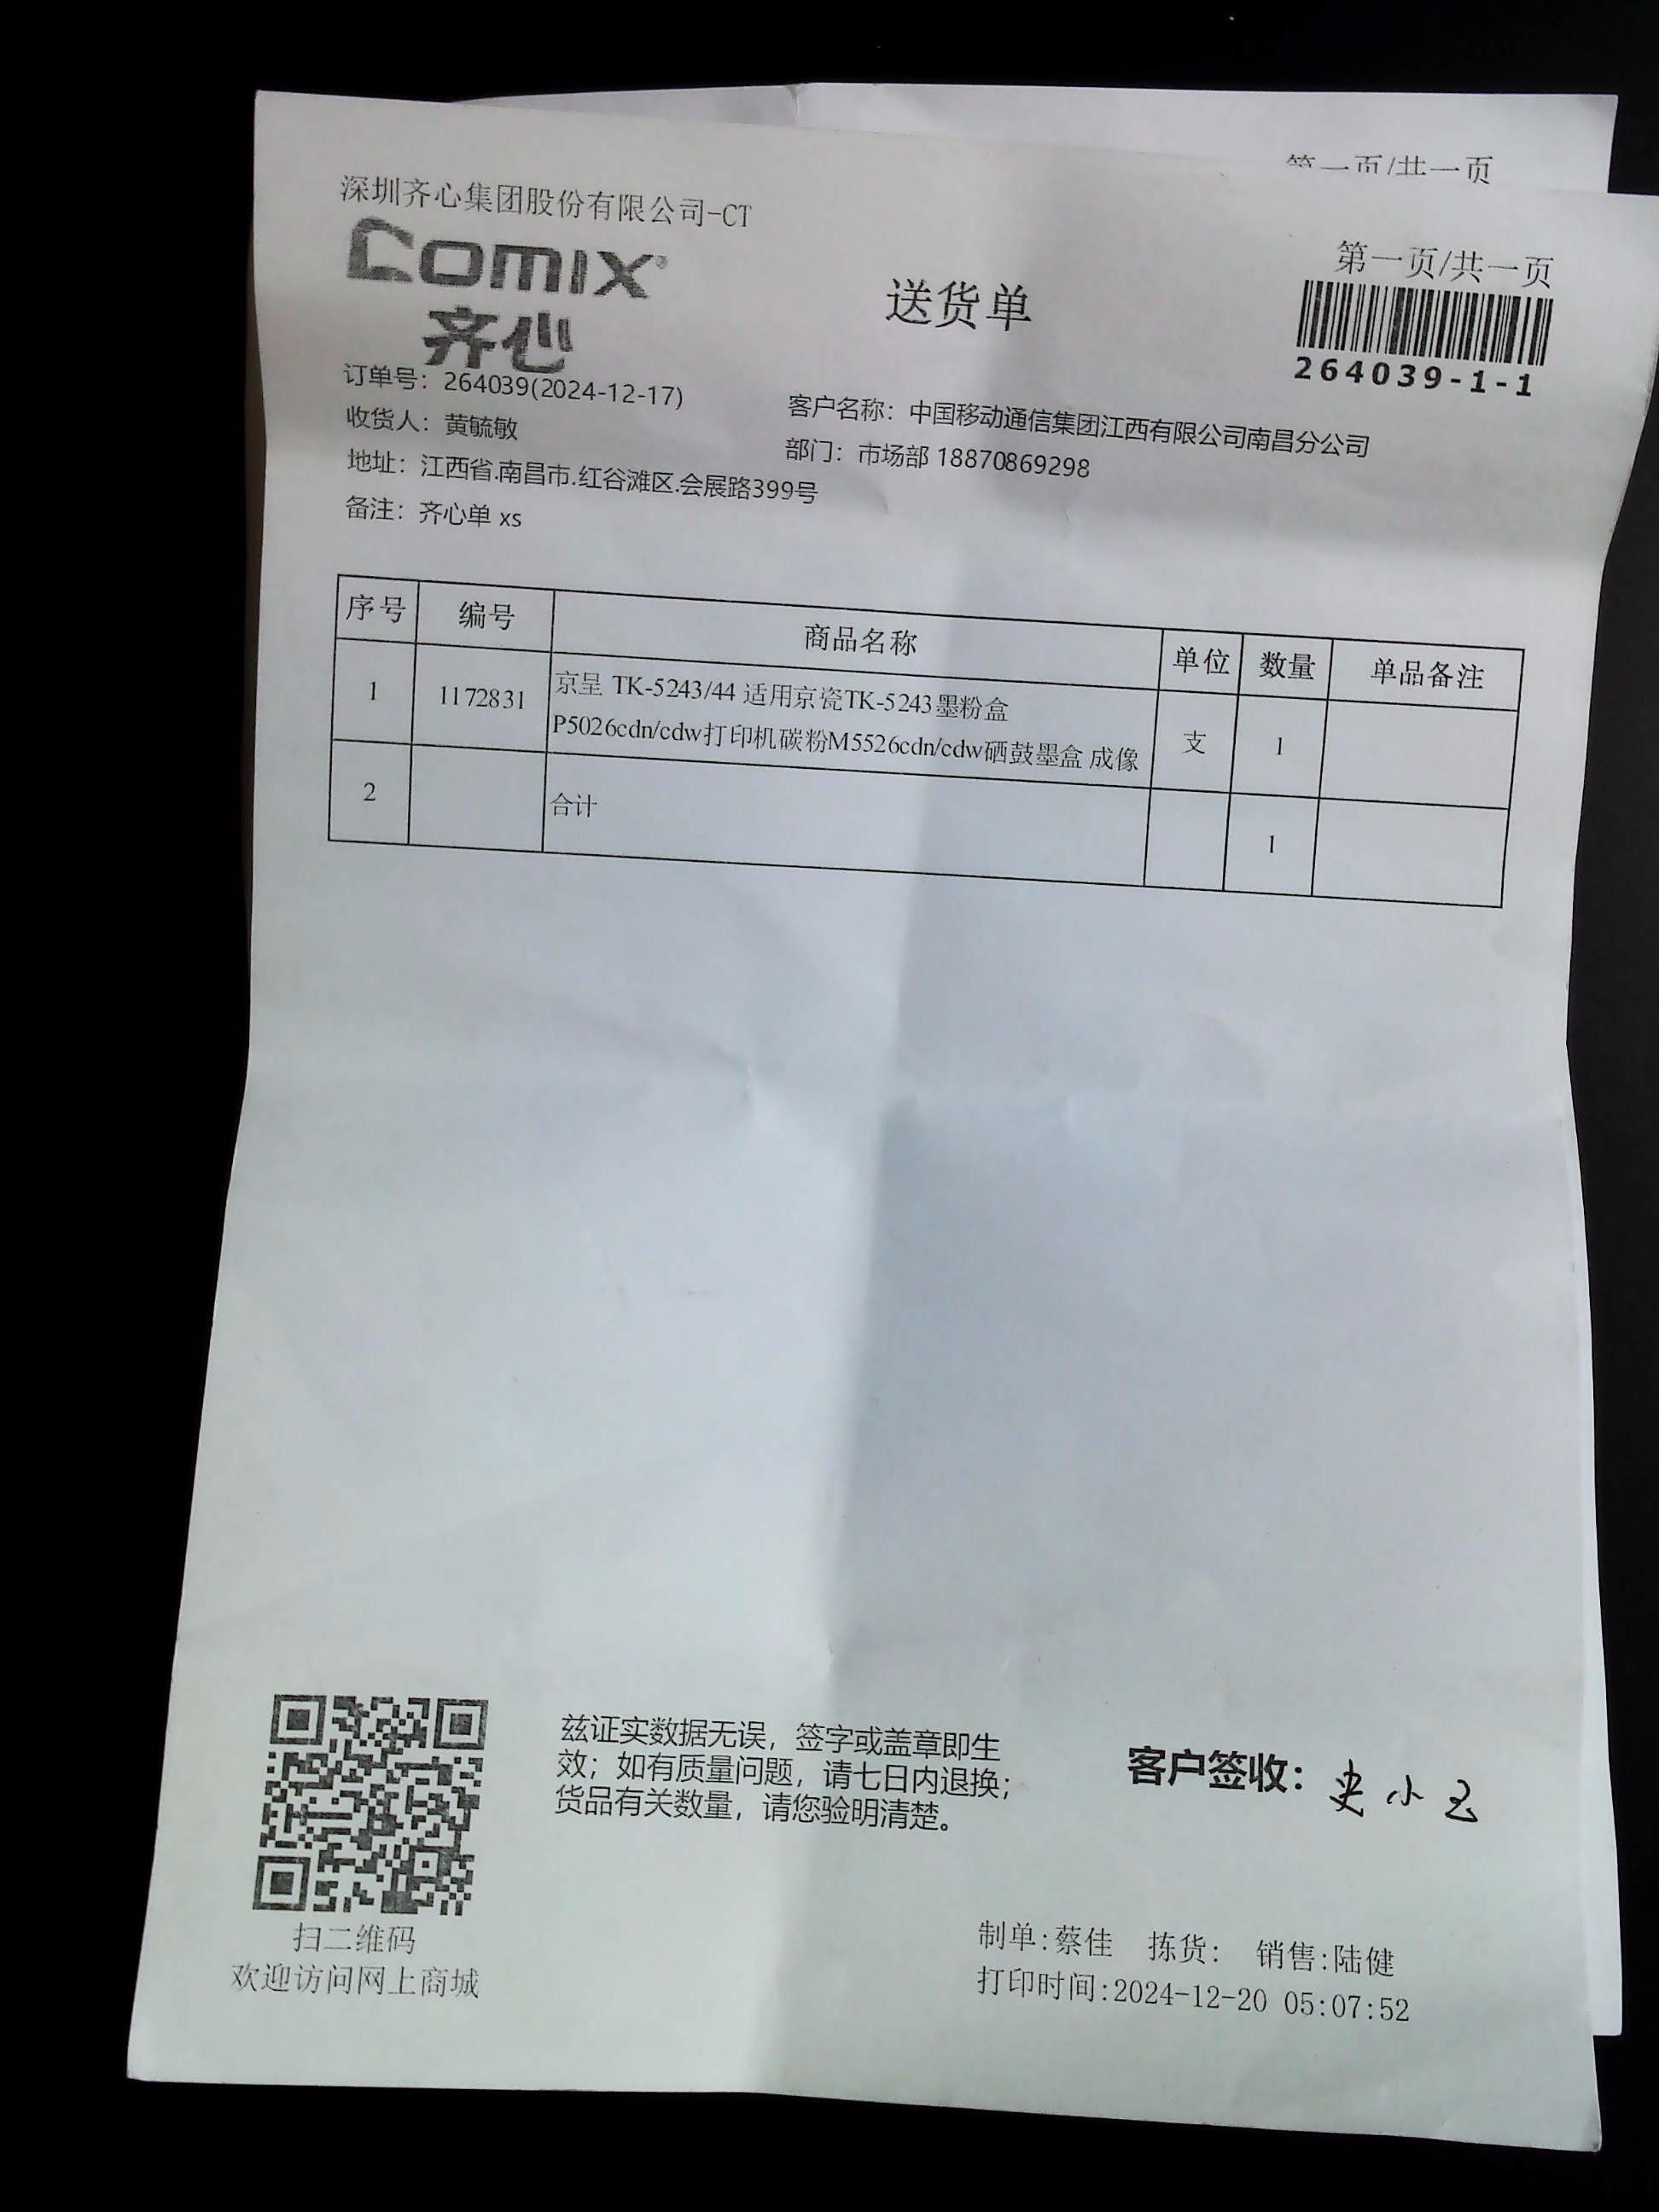 第一页/共一页
深圳齐心集团股份有限公司-CT
comix®
齐心
送货单
第一页/共一页
264039-1-1
订单号：264039(2024-12-17)
客户名称：中国移动通信集团江西有限公司南昌分公司
收货人：黄毓敏
部门：市场部 18870869298
地址：江西省.南昌市.红谷滩区.会展路399号
备注：齐心单 xs
序号 编号 商品名称 单位 数量 单品备注
1 1172831 京呈 TK-5243/44 适用京瓷TK-5243墨粉盒
P5026cdn/cdw打印机碳粉M5526cdn/cdw硒鼓墨盒 成像 支 1
2 合计 1
兹证实数据无误，签字或盖章即生
效；如有质量问题，请七日内退换；
货品有关数量，请您验明清楚。
客户签收：
小
扫二维码
欢迎访问网上商城
制单:蔡佳 拣货: 销售:陆健
打印时间:2024-12-20 05:07:52